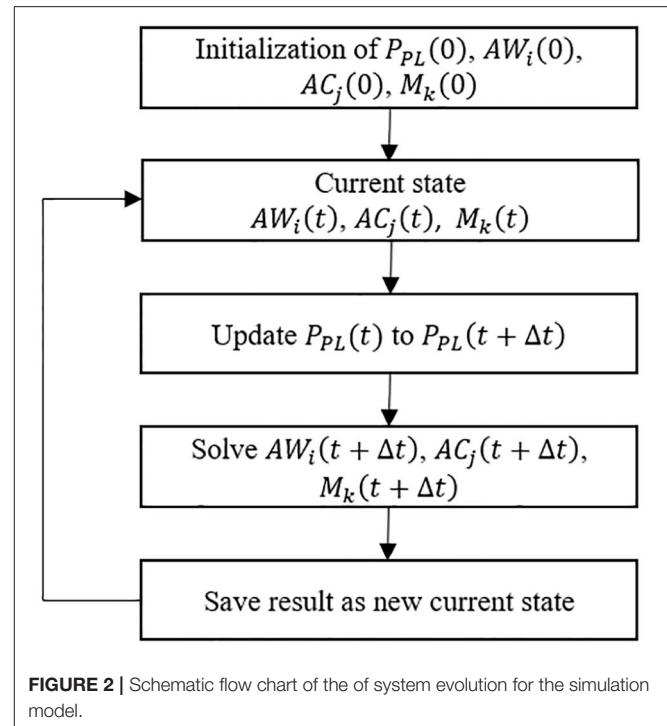 Initialization of P_PL(0), AW_i(0),
AC_j(0), M_k(0)
Current state
AW_i(t), AC_j(t), M_k(t)
Update P_PL(t) to P_PL(t + Δt)
Solve AW_i(t + Δt), AC_j(t + Δt),
M_k(t + Δt)
Save result as new current state
FIGURE 2 | Schematic flow chart of the of system evolution for the simulation
model.